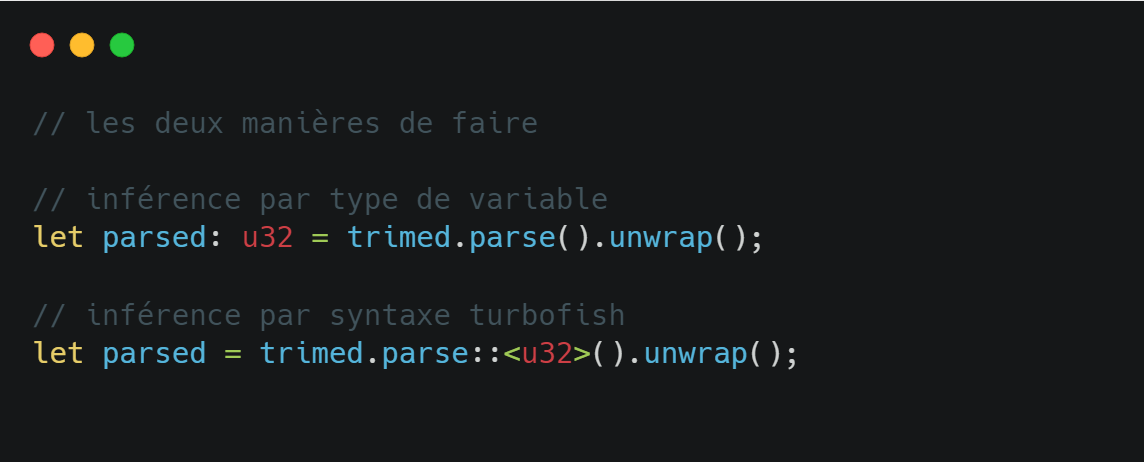 // les deux manières de faire
// inférence par type de variable
let parsed: u32 = trimed.parse().unwrap();
// inférence par syntaxe turbofish
let parsed = trimed.parse::<u32>().unwrap();